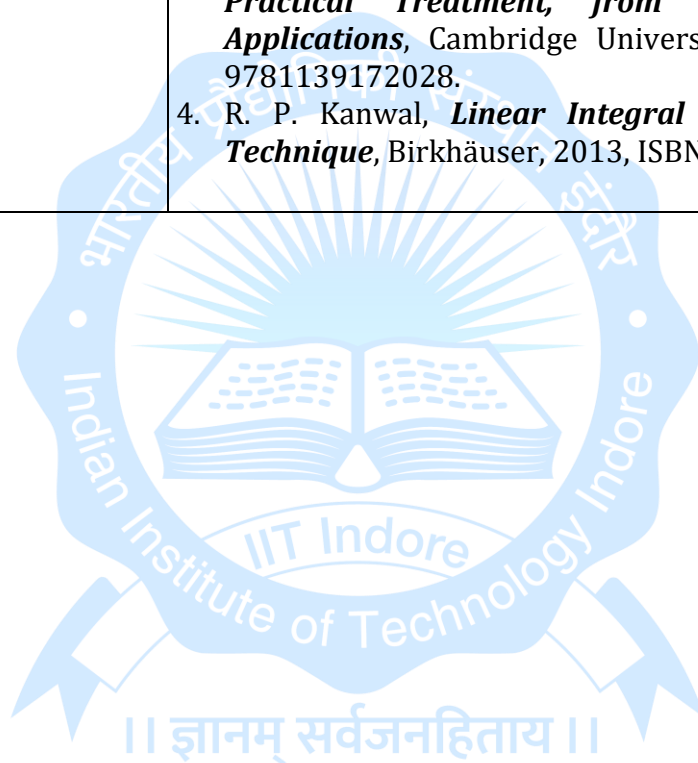 Practical Treatment, from
Applications, Cambridge Univers
9781139172028.
4. R. P. Kanwal, Linear Integral
Technique, Birkhäuser, 2013, ISBN
भारतीय प्रौद्योगिकी संस्थान इंदौर
Indian Institute of Technology Indore
IIT Indore
।। ज्ञानम् सर्वजनहिताय ।।